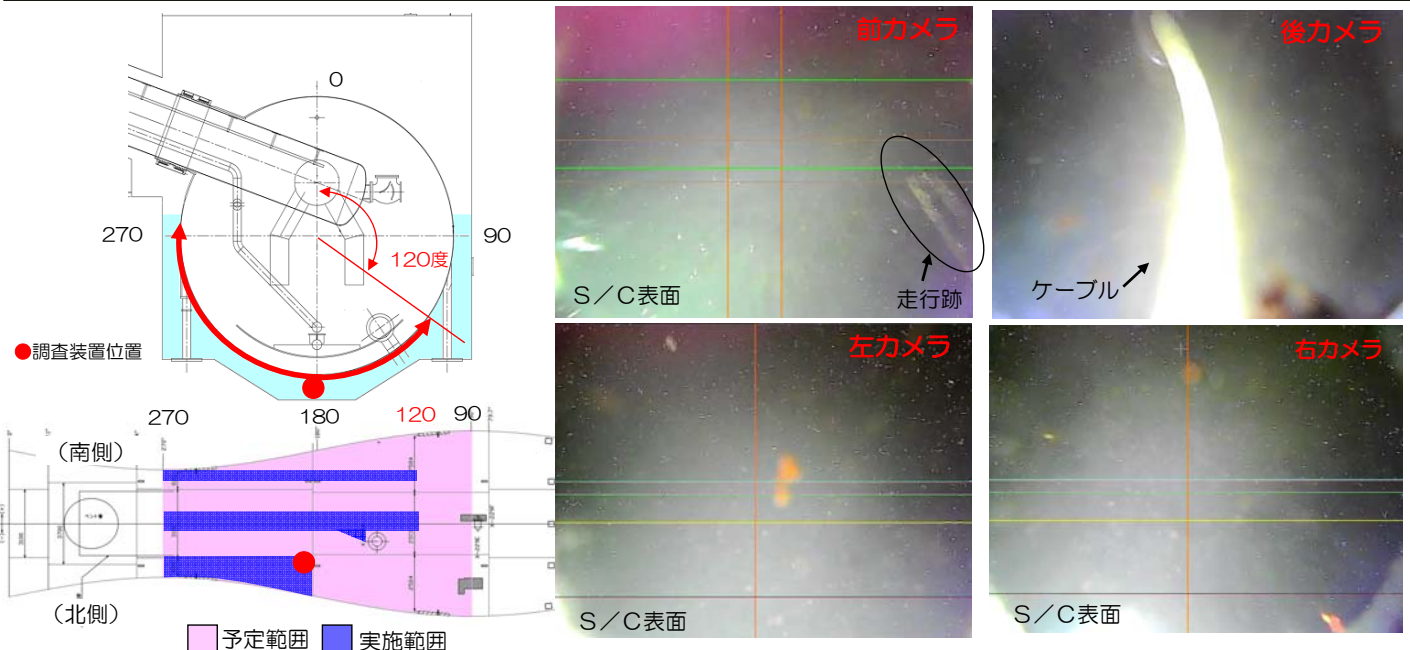 0
270
90
120度
●調査装置位置
270
180
120
90
（南側）
（北側）
予定範囲
実施範囲
前カメラ
S／C表面
走行跡
後カメラ
ケーブル
左カメラ
S／C表面
右カメラ
S／C表面